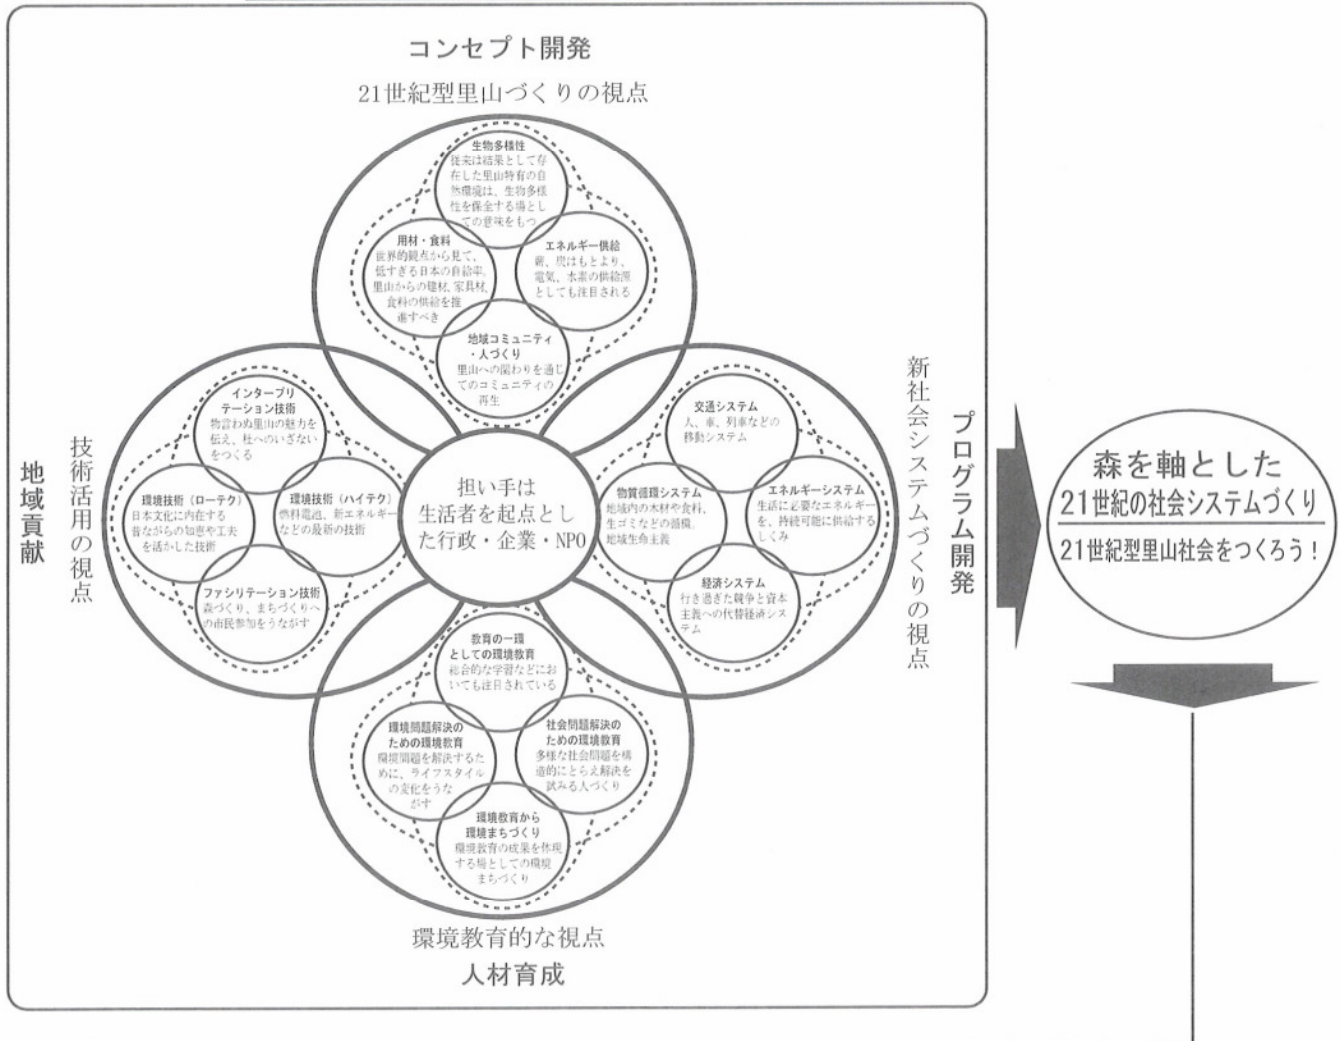 コンセプト開発
21世紀型里山づくりの視点
生物多様性
従来は結果として存
在した里山特有の自
然環境は、生物多様
性を保全する場とし
ての意味をもつ
用材・食料
世界的観点から見て、
低すぎる日本の自給率。
里山からの建材、家具材、
食料の供給を推
進すべき
エネルギー供給
薪、炭はもとより、
電気、水素の供給源
としても注目される
地域コミュニティ
・人づくり
里山への関わりを通じ
てのコミュニティの
再生
地域貢献
技術活用の視点
インタープリ
テーション技術
物言わぬ里山の魅力を
伝え、杜へのいざない
をつくる
環境技術（ローテク）
日本文化に内在する
昔ながらの知恵や工夫
を活かした技術
環境技術（ハイテク）
燃料電池、新エネルギー
などの最新の技術
ファシリテーション技術
森づくり、まちづくりへ
の市民参加をうながす
担い手は
生活者を起点とし
た行政・企業・NPO
交通システム
人、車、列車などの
移動システム
物質循環システム
地域内の木材や食料、
生ゴミなどの循環。
地域生命主義
エネルギーシステム
生活に必要なエネルギー
を、持続可能に供給する
しくみ
経済システム
行き過ぎた競争と資本
主義への代替経済シス
テム
新社会システムづくりの視点
プログラム開発
教育の一環
としての環境教育
総合的な学習などにお
いても注目されている
環境問題解決の
ための環境教育
環境問題を解決するた
めに、ライフスタイル
の変化をうな
がす
社会問題解決の
ための環境教育
多様な社会問題を構
造的にとらえ解決を
試みる人づくり
環境教育から
環境まちづくり
環境教育の成果を体現
する場としての環境
まちづくり
環境教育的な視点
人材育成
森を軸とした
21世紀の社会システムづくり
21世紀型里山社会をつくろう！